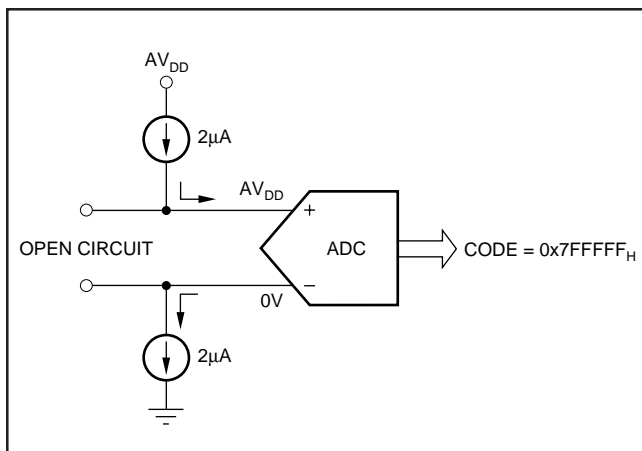 AVDD
2μA
AVDD
+
OPEN CIRCUIT
ADC
CODE = 0x7FFFFFH
0V
−
2μA